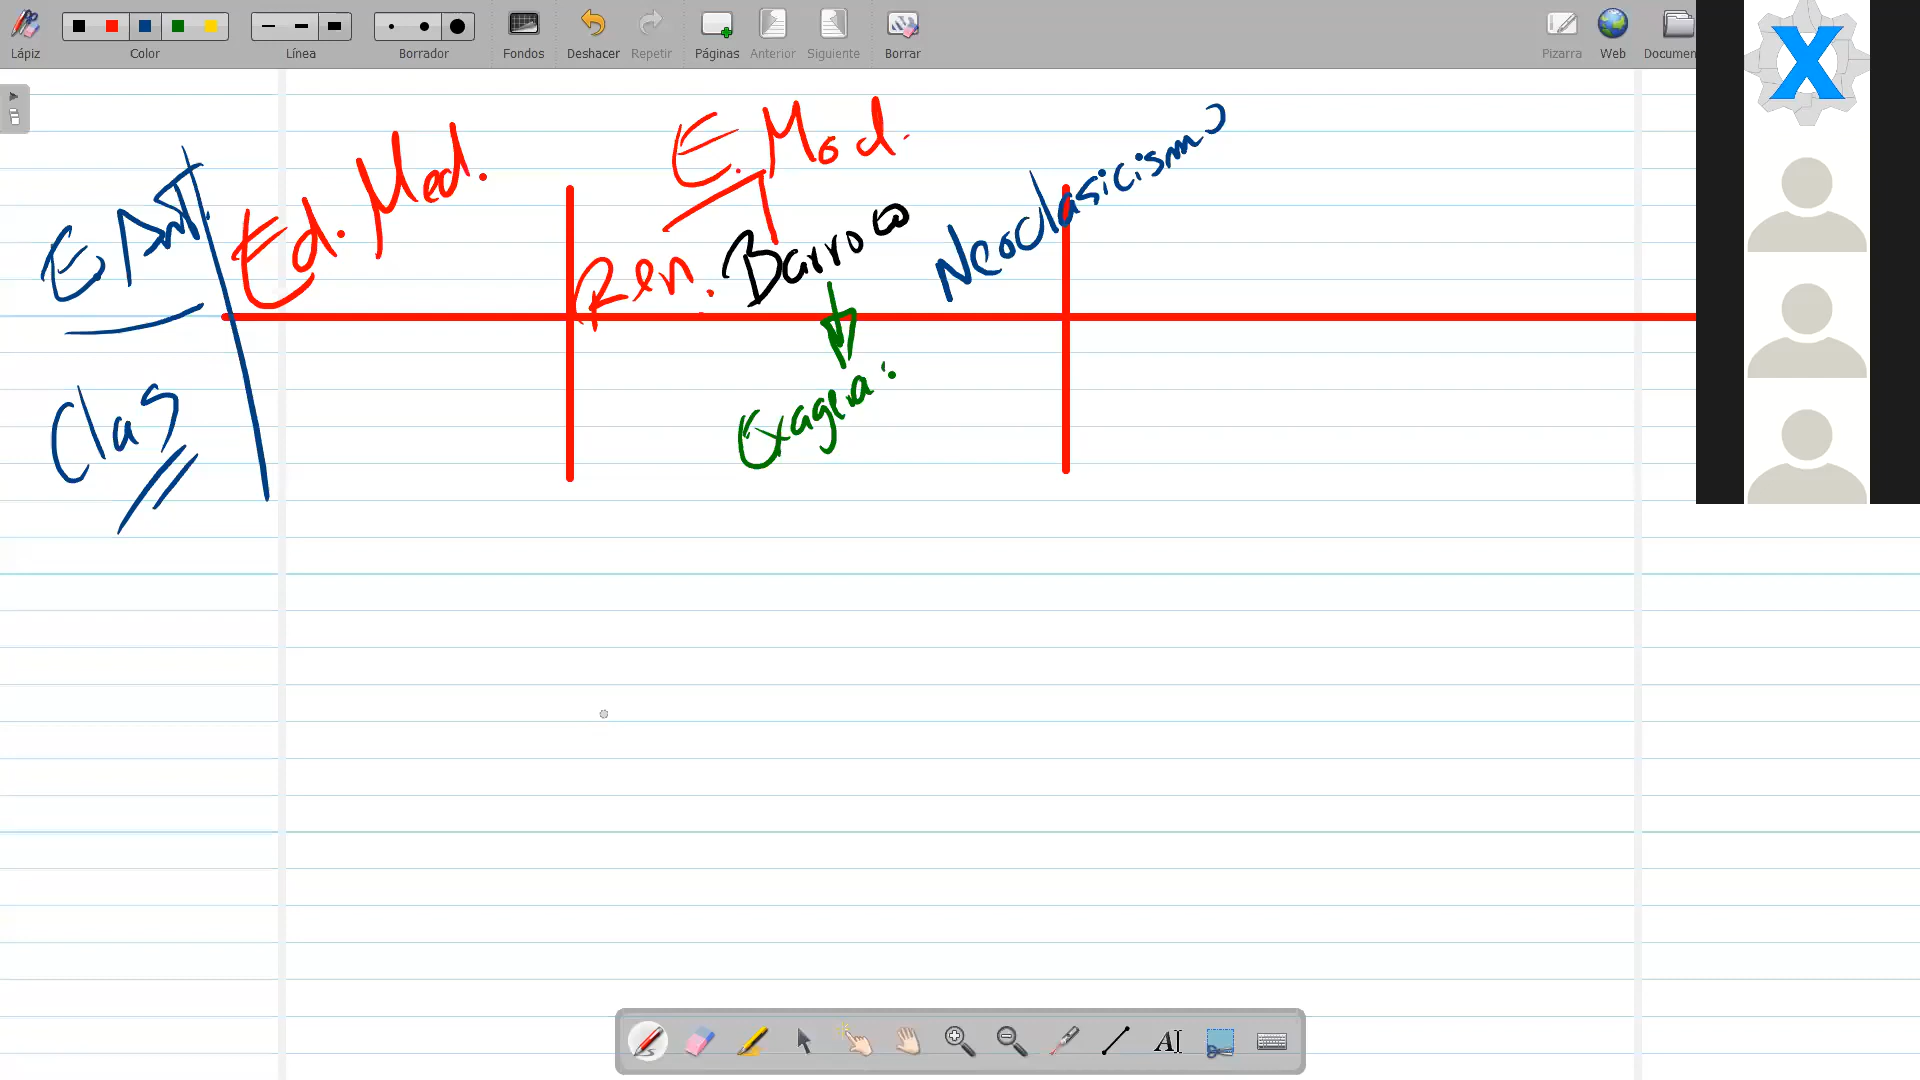 Lápiz Color Línea Borrador Fondos Deshacer Repetir Páginas Anterior Siguiente Borrar Pizarra Web Documen
X
E. Ant.
Ed. Med.
E. Mod.
Ren. Barroco
Neoclasicismo
Clas
Exagera: